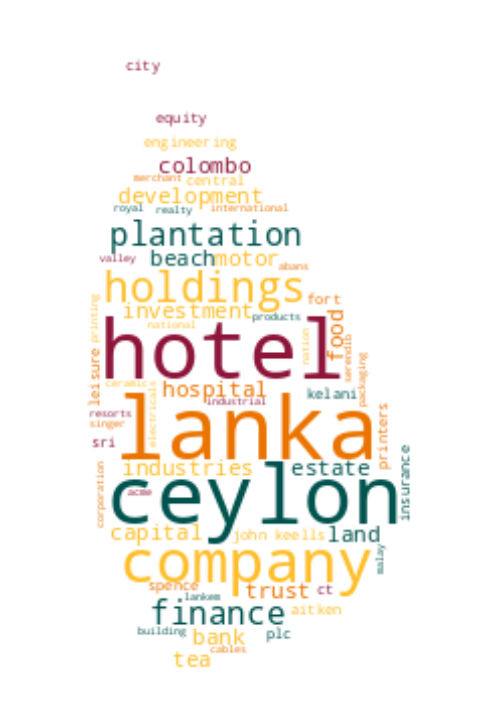 city
equity
engineering
colombo
merchant central
development
royal realty international
plantation
valley beach motor
abans
holdings
fort
investment
products
printing
national
hotel
nation
food
serendib
packaging
leisure
ceramic
hospital
kelani
industrial
electricals
resorts
singer
lanka
printers
sri
industries estate
insurance
corporation
acme
ceylon
capital john keells land
company
malay
spence trust ct
lankem
finance aitken
building bank plc
cables
tea